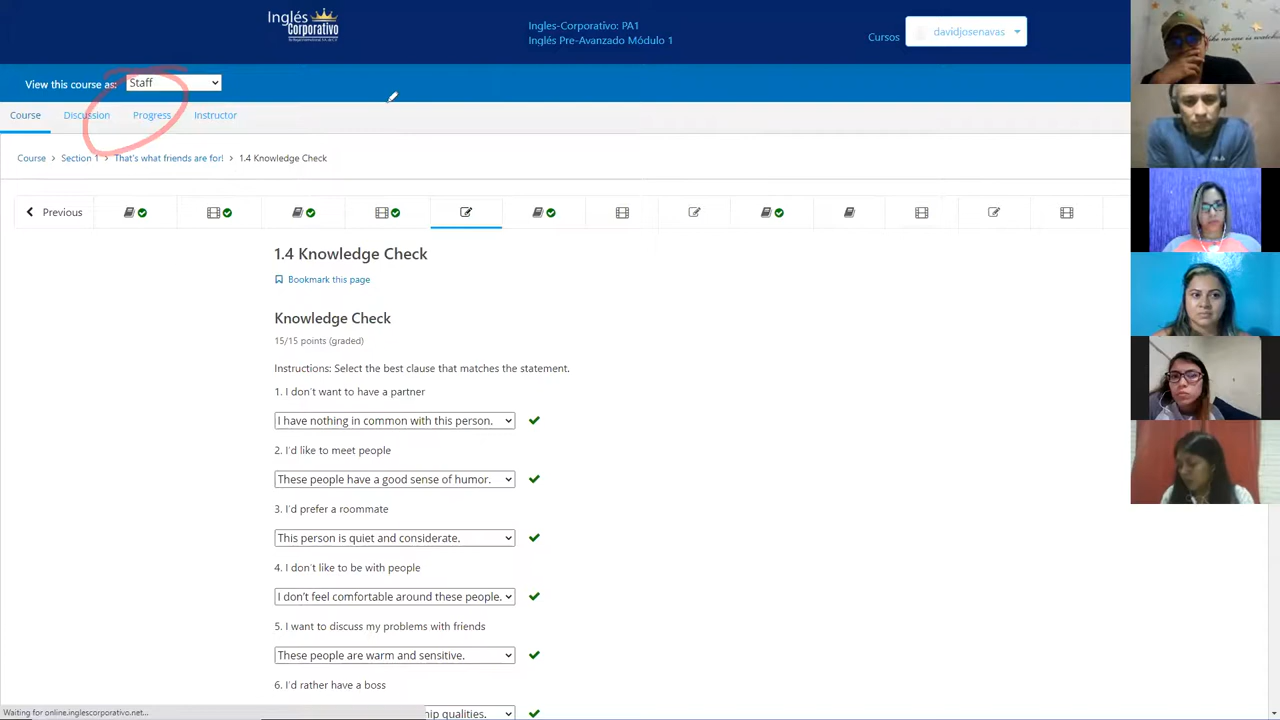 Inglés
Corporativo
Ingles-Corporativo: PA1
Inglés Pre-Avanzado Módulo 1
Cursos
davidjosenavas
View this course as:
Staff
Course
Discussion
Progress
Instructor
Course > Section 1 > That's what friends are for! > 1.4 Knowledge Check
Previous
1.4 Knowledge Check
Bookmark this page
Knowledge Check
15/15 points (graded)
Instructions: Select the best clause that matches the statement.
1. I don't want to have a partner
I have nothing in common with this person.
2. I'd like to meet people
These people have a good sense of humor.
3. I'd prefer a roommate
This person is quiet and considerate.
4. I don't like to be with people
I don't feel comfortable around these people.
5. I want to discuss my problems with friends
These people are warm and sensitive.
6. I'd rather have a boss
hip qualities.
Waiting for online.inglescorporativo.net...